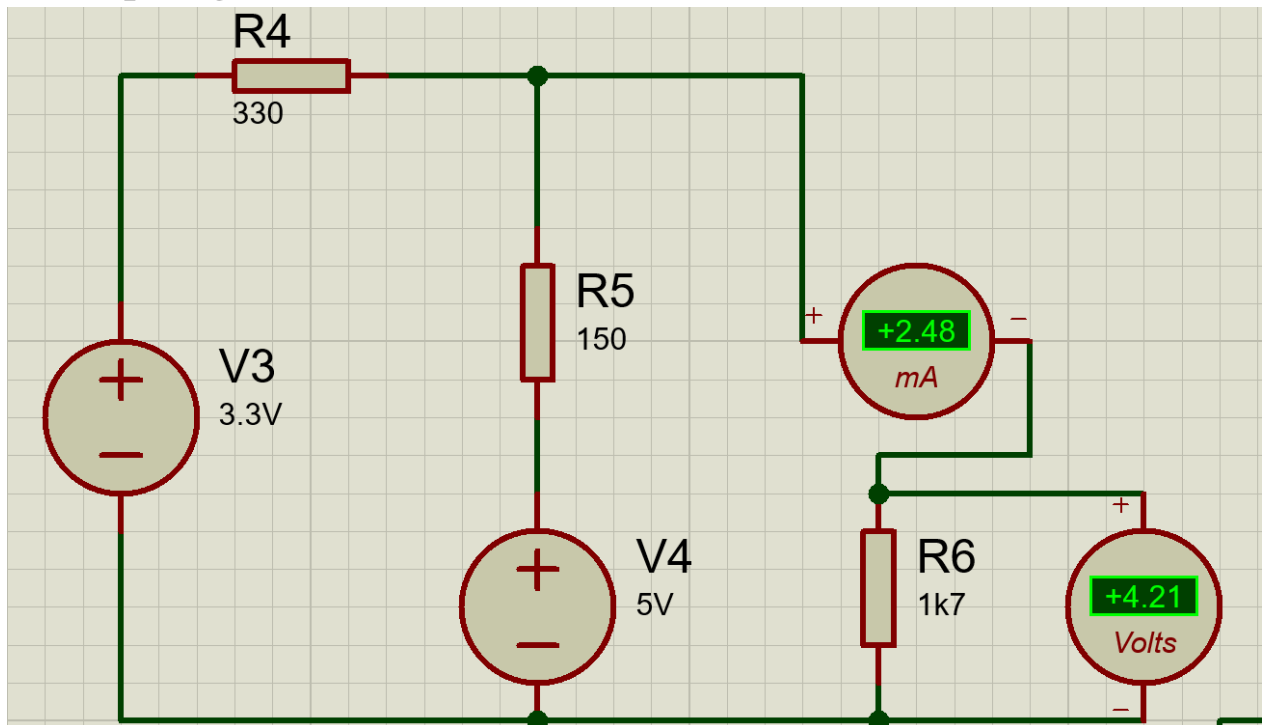 R4
330
R5
150
+
+2.48
−
mA
V3
+
3.3V
−
V4
+
5V
−
R6
1k7
+
+4.21
Volts
−